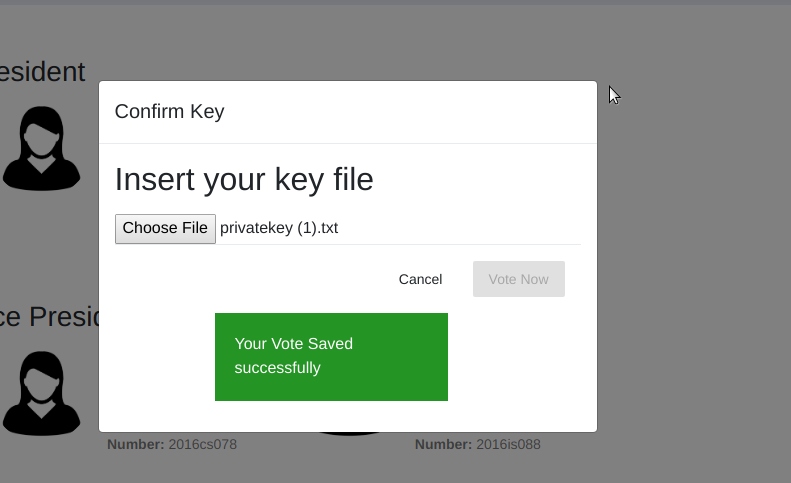 esident
Confirm Key
Insert your key file
Choose File privatekey (1).txt
Cancel
Vote Now
ce Presid
Your Vote Saved
successfully
Number: 2016cs078
Number: 2016is088